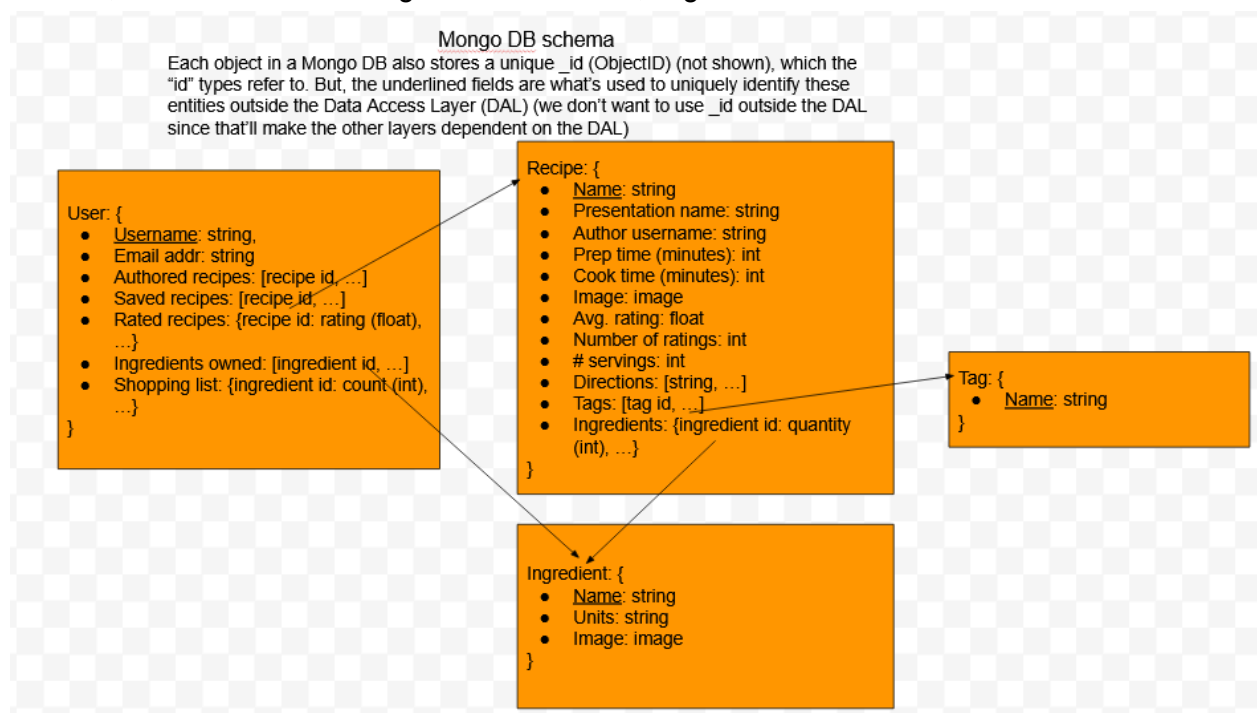 Mongo DB schema
Each object in a Mongo DB also stores a unique _id (ObjectID) (not shown), which the
“id” types refer to. But, the underlined fields are what’s used to uniquely identify these
entities outside the Data Access Layer (DAL) (we don’t want to use _id outside the DAL
since that’ll make the other layers dependent on the DAL)
User: {
● Username: string,
● Email addr: string
● Authored recipes: [recipe id, …]
● Saved recipes: [recipe id, …]
● Rated recipes: {recipe id: rating (float),
…}
● Ingredients owned: [ingredient id, …]
● Shopping list: {ingredient id: count (int),
…}
}
Recipe: {
● Name: string
● Presentation name: string
● Author username: string
● Prep time (minutes): int
● Cook time (minutes): int
● Image: image
● Avg. rating: float
● Number of ratings: int
● # servings: int
● Directions: [string, …]
● Tags: [tag id, …]
● Ingredients: {ingredient id: quantity
(int), …}
}
Tag: {
● Name: string
}
Ingredient: {
● Name: string
● Units: string
● Image: image
}